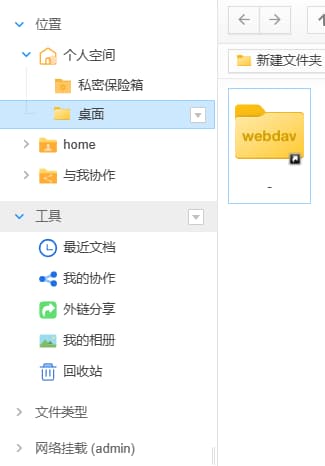 位置
个人空间
私密保险箱
桌面
home
与我协作
工具
最近文档
我的协作
外链分享
我的相册
回收站
文件类型
网络挂载 (admin)
新建文件夹
webdav
-